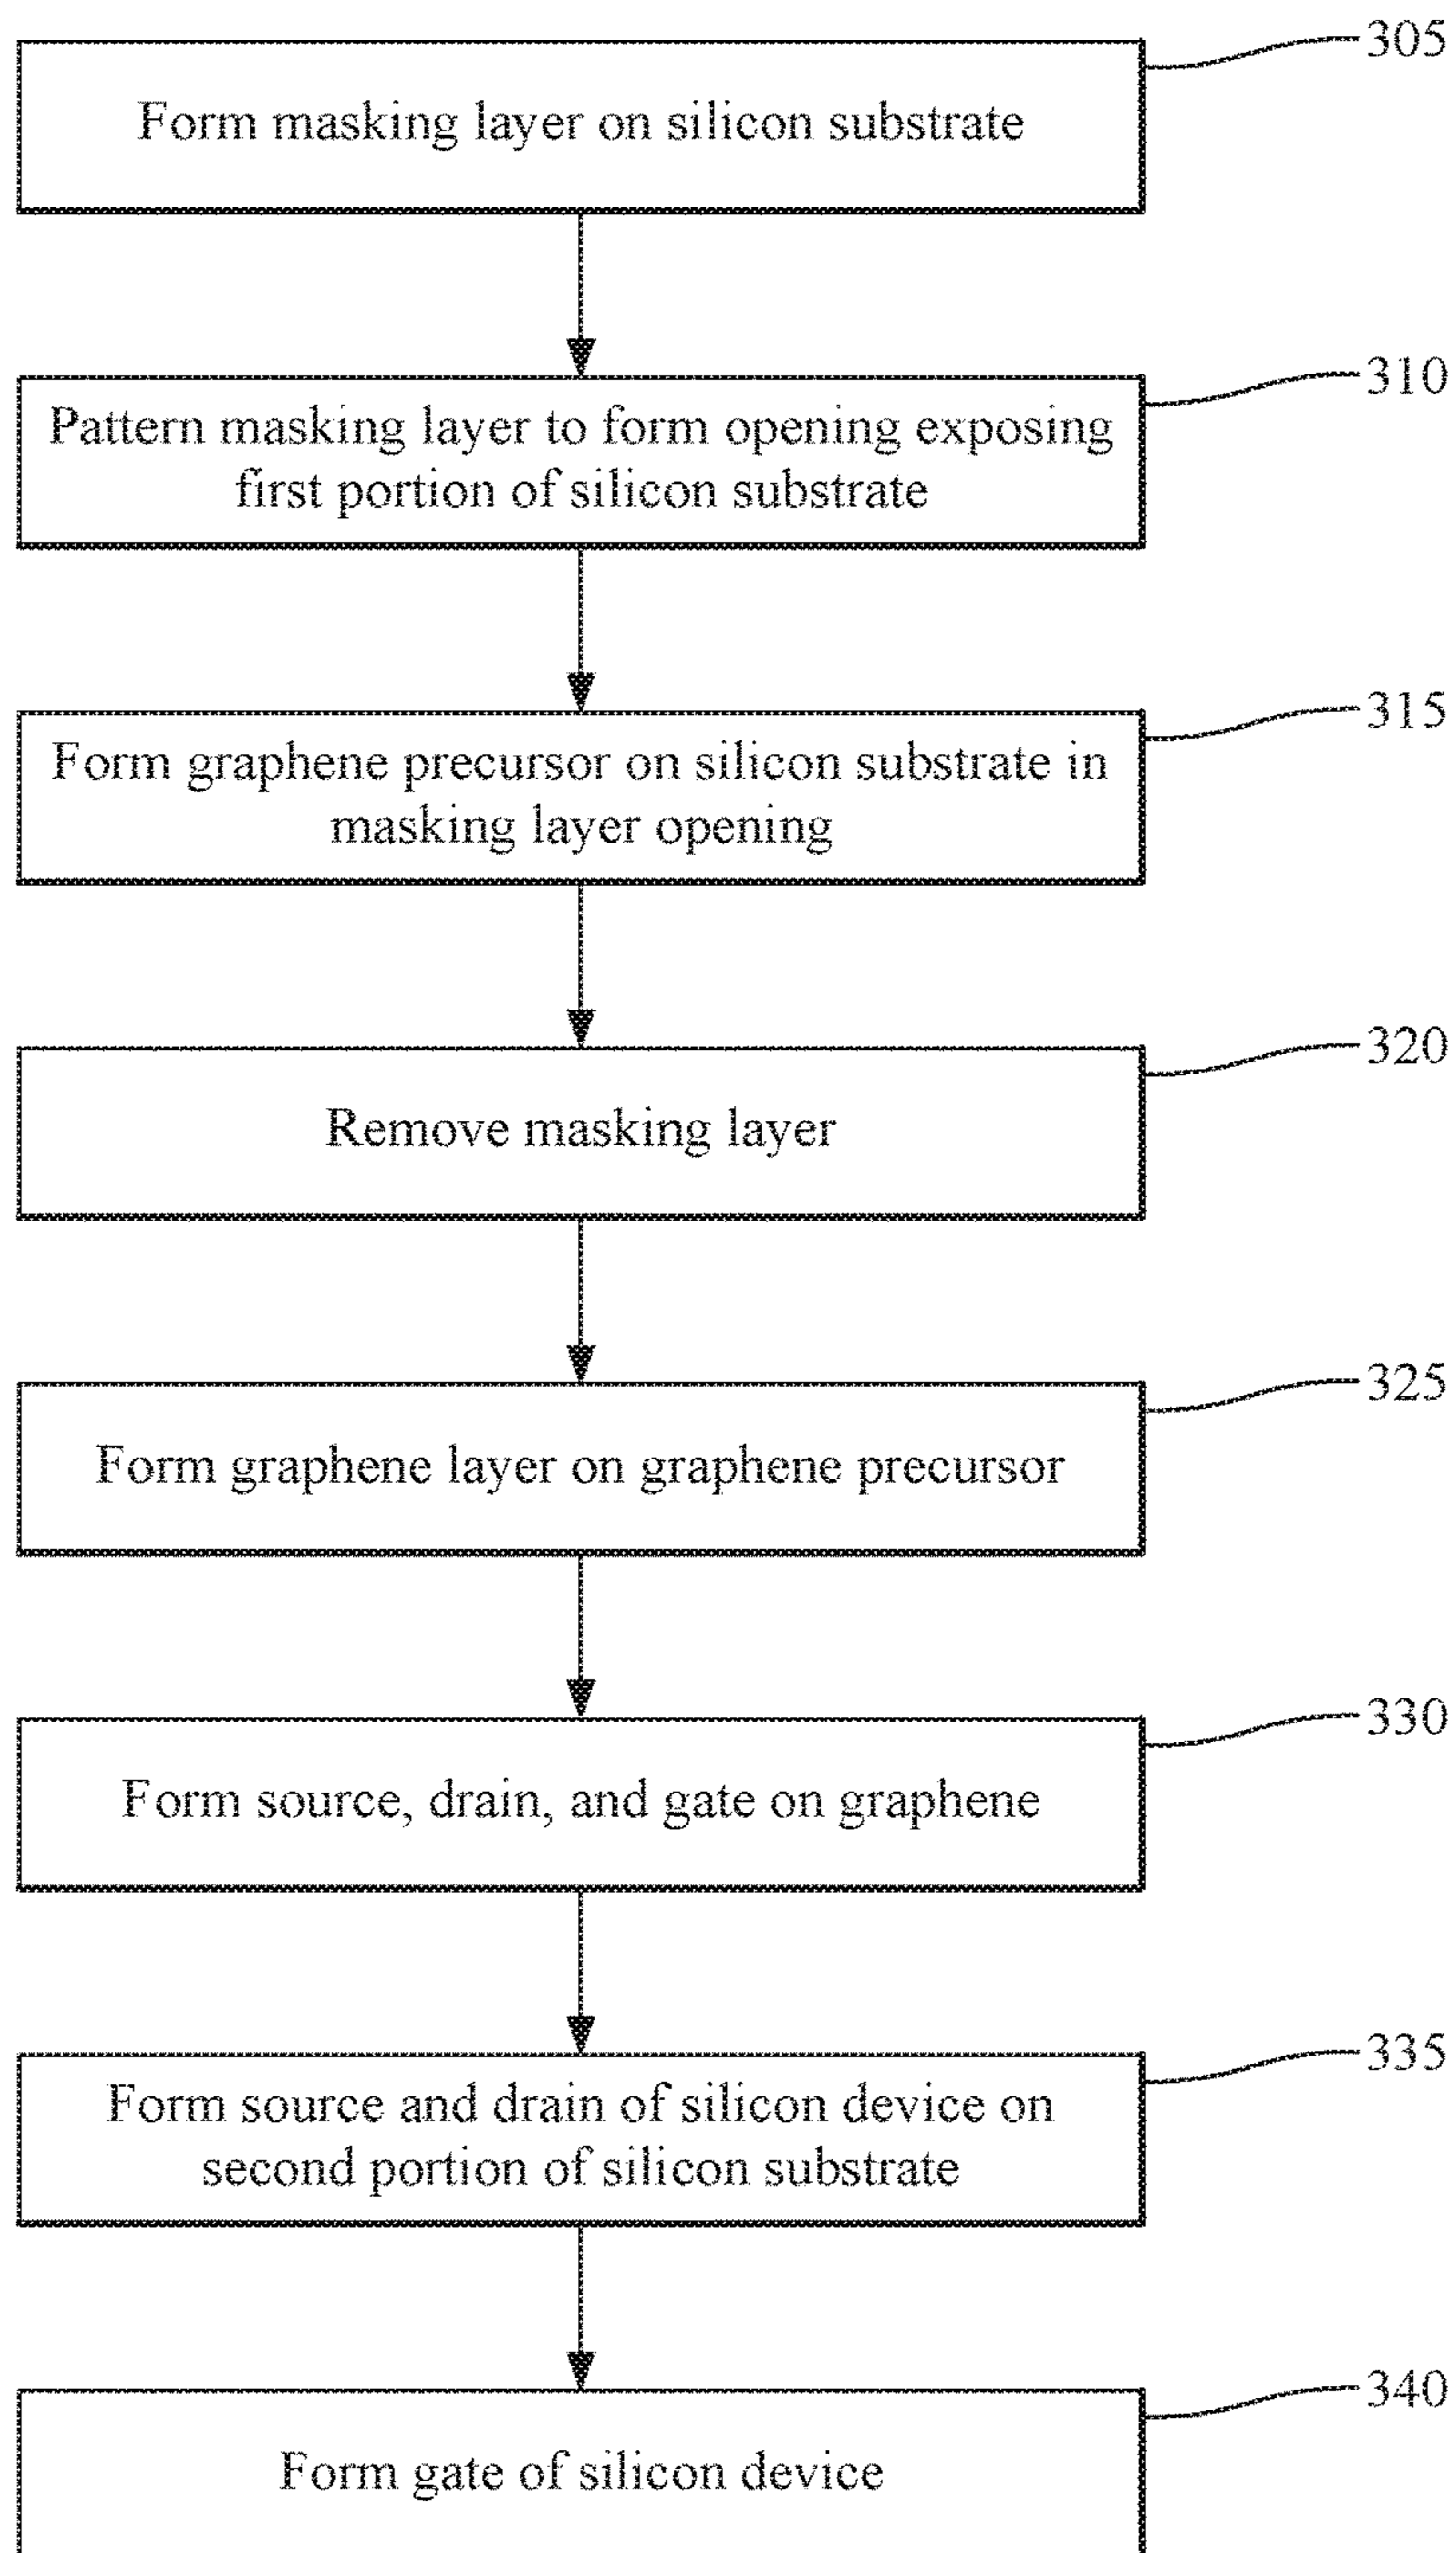 305
Form masking layer on silicon substrate
310
Pattern masking layer to form opening exposing
first portion of silicon substrate
315
Form graphene precursor on silicon substrate in
masking layer opening
320
Remove masking layer
325
Form graphene layer on graphene precursor
330
Form source, drain, and gate on graphene
335
Form source and drain of silicon device on
second portion of silicon substrate
340
Form gate of silicon device